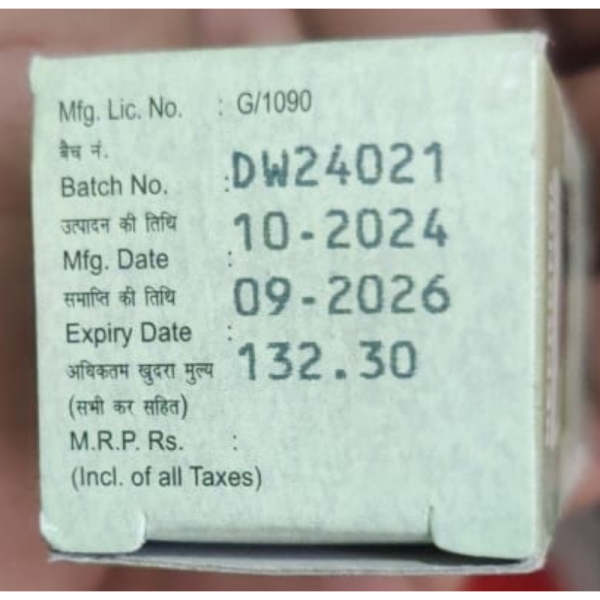 Mfg. Lic. No. : G/1090
बैच नं.
Batch No. : DW24021
उत्पादन की तिथि
Mfg. Date : 10-2024
समाप्ति की तिथि
Expiry Date : 09-2026
अधिकतम खुदरा मुल्य 132.30
(सभी कर सहित)
M.R.P. Rs. :
(Incl. of all Taxes)